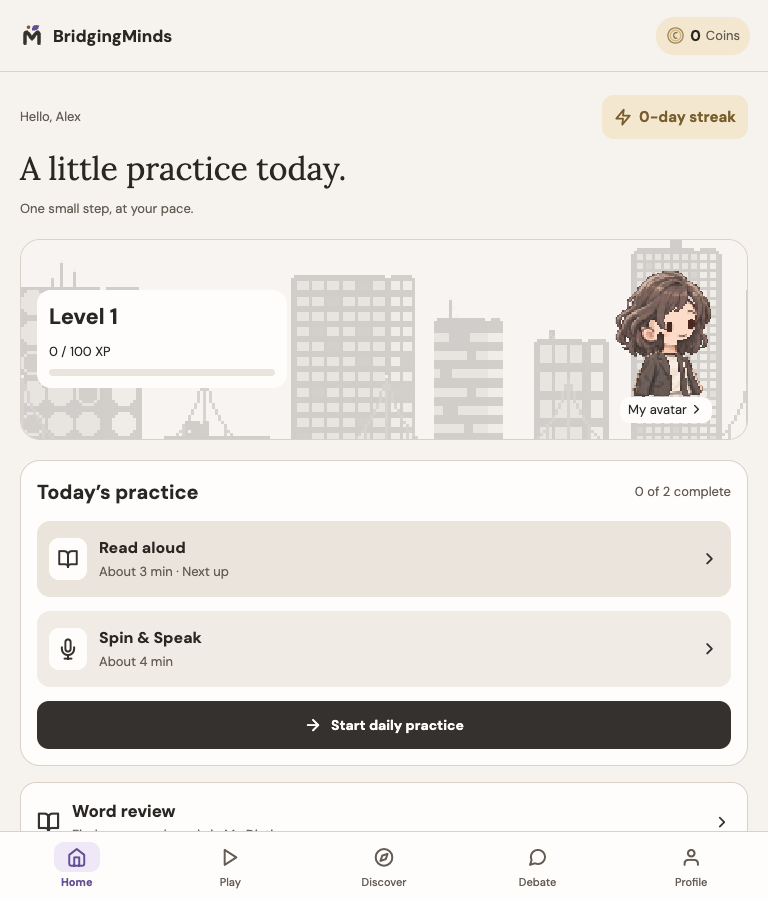 BridgingMinds
0 Coins
Hello, Alex
0-day streak
A little practice today.
One small step, at your pace.
Level 1
0 / 100 XP
My avatar
Today's practice
0 of 2 complete
Read aloud
About 3 min · Next up
Spin & Speak
About 4 min
Start daily practice
Word review
Home
Play
Discover
Debate
Profile